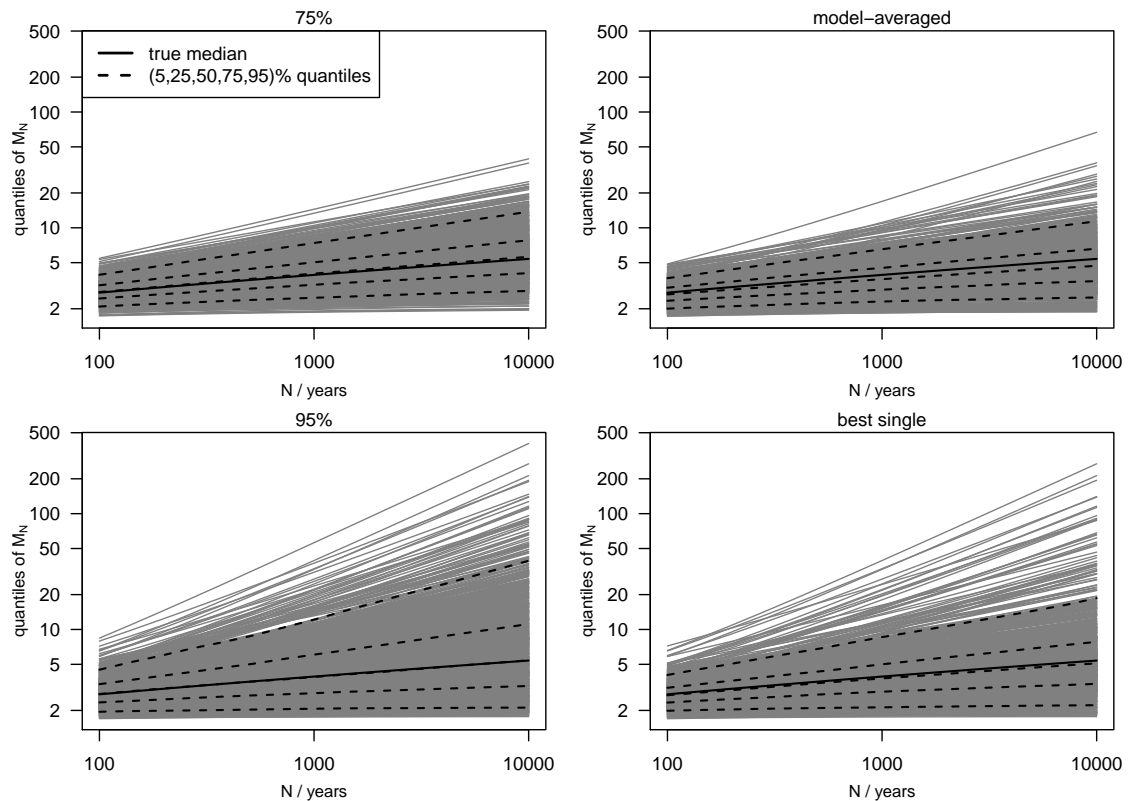 75%
500
200
100
50
20
10
5
2
quantiles of M_N
true median
(5,25,50,75,95)% quantiles
100 1000 10000
N / years
model−averaged
500
200
100
50
20
10
5
2
quantiles of M_N
100 1000 10000
N / years
95%
500
200
100
50
20
10
5
2
quantiles of M_N
100 1000 10000
N / years
best single
500
200
100
50
20
10
5
2
quantiles of M_N
100 1000 10000
N / years